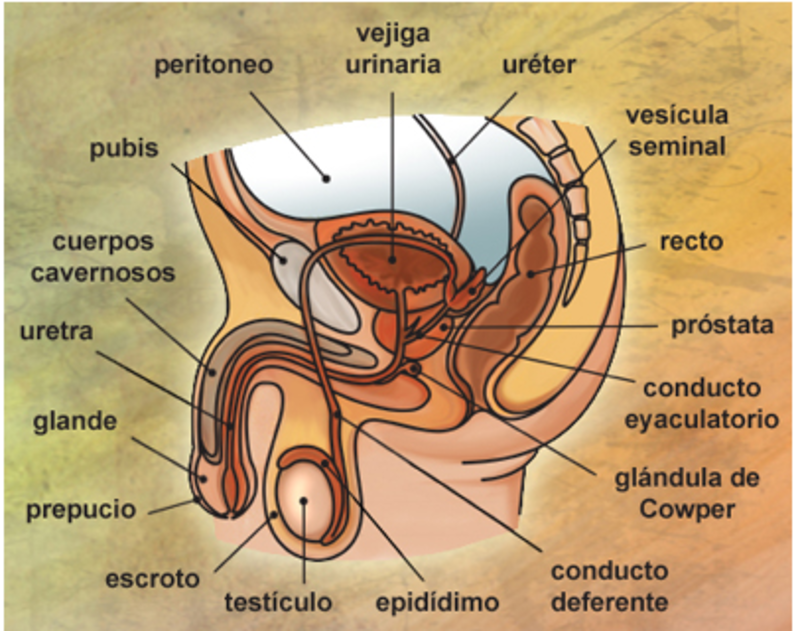 vejiga
urinaria
peritoneo
uréter
vesícula
seminal
pubis
cuerpos
cavernosos
recto
uretra
próstata
glande
conducto
eyaculatorio
prepucio
glándula de
Cowper
escroto
testículo
epidídimo
conducto
deferente